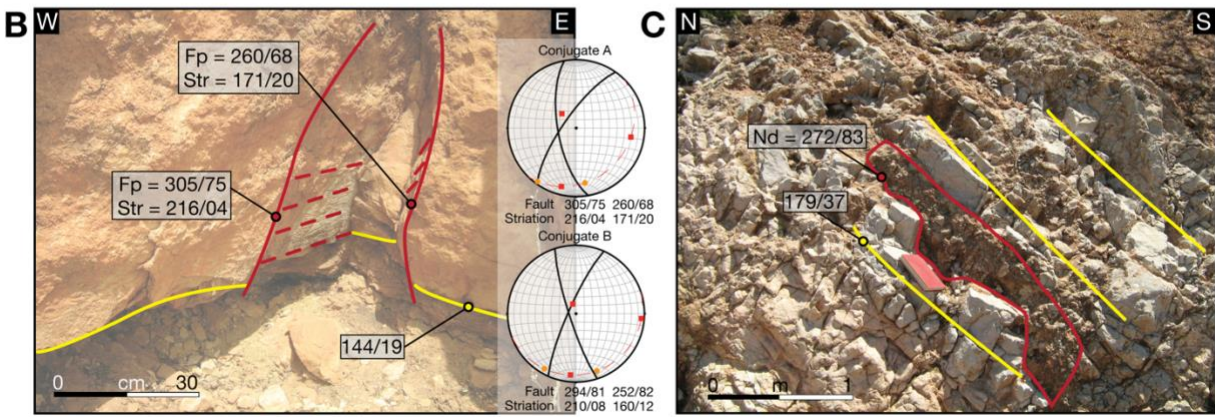 B
W
E
Fp = 260/68
Str = 171/20
Fp = 305/75
Str = 216/04
144/19
0 cm 30
Conjugate A
Fault 305/75 260/68
Striation 216/04 171/20
Conjugate B
Fault 294/81 252/82
Striation 210/08 160/12
C
N
S
Nd = 272/83
179/37
0 m 1